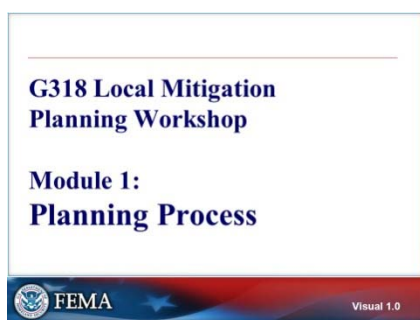 G318 Local Mitigation
Planning Workshop
Module 1:
Planning Process
FEMA
Visual 1.0